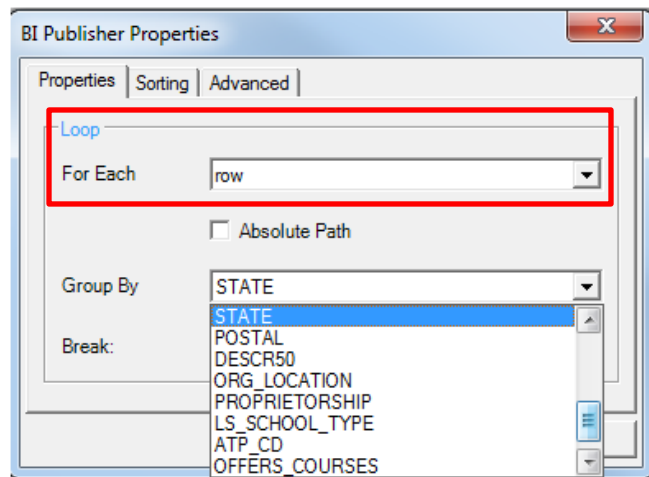 BI Publisher Properties
Properties Sorting Advanced
Loop
For Each row
Absolute Path
Group By STATE
STATE
POSTAL
Break: DESCR50
ORG_LOCATION
PROPRIETORSHIP
LS_SCHOOL_TYPE
ATP_CD
OFFERS_COURSES